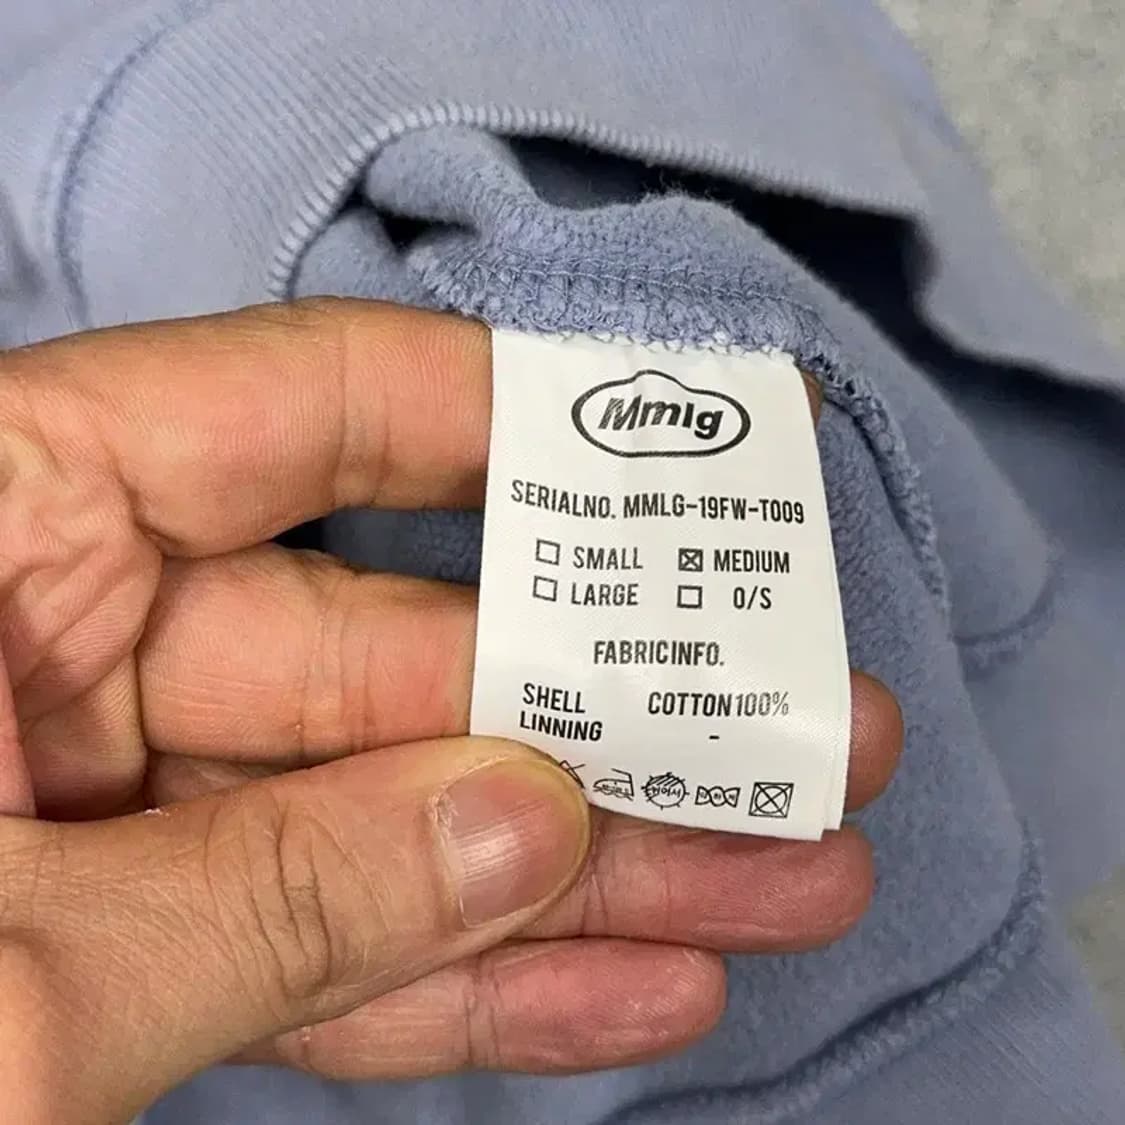 Mmlg
SERIALNO. MMLG-19FW-T009
SMALL MEDIUM
LARGE O/S
FABRICINFO.
SHELL COTTON100%
LINNING -